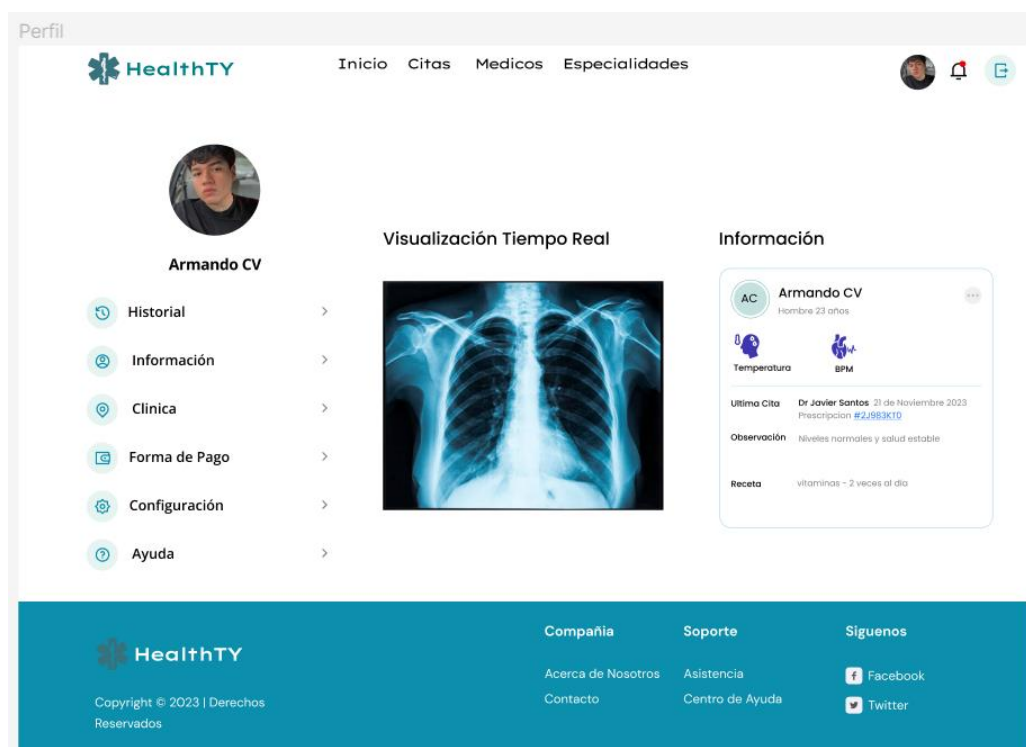 Perfil
HealthTY
Inicio Citas Medicos Especialidades
Armando CV
Historial
Información
Clinica
Forma de Pago
Configuración
Ayuda
Visualización Tiempo Real
Información
AC
Armando CV
Hombre 23 años
Temperatura
BPM
Ultima Cita
Dr Javier Santos 21 de Noviembre 2023
Prescripcion #2J983KT0
Observación
Niveles normales y salud estable
Receta
vitaminas - 2 veces al dia
HealthTY
Copyright © 2023 | Derechos
Reservados
Compañia
Acerca de Nosotros
Contacto
Soporte
Asistencia
Centro de Ayuda
Siguenos
Facebook
Twitter